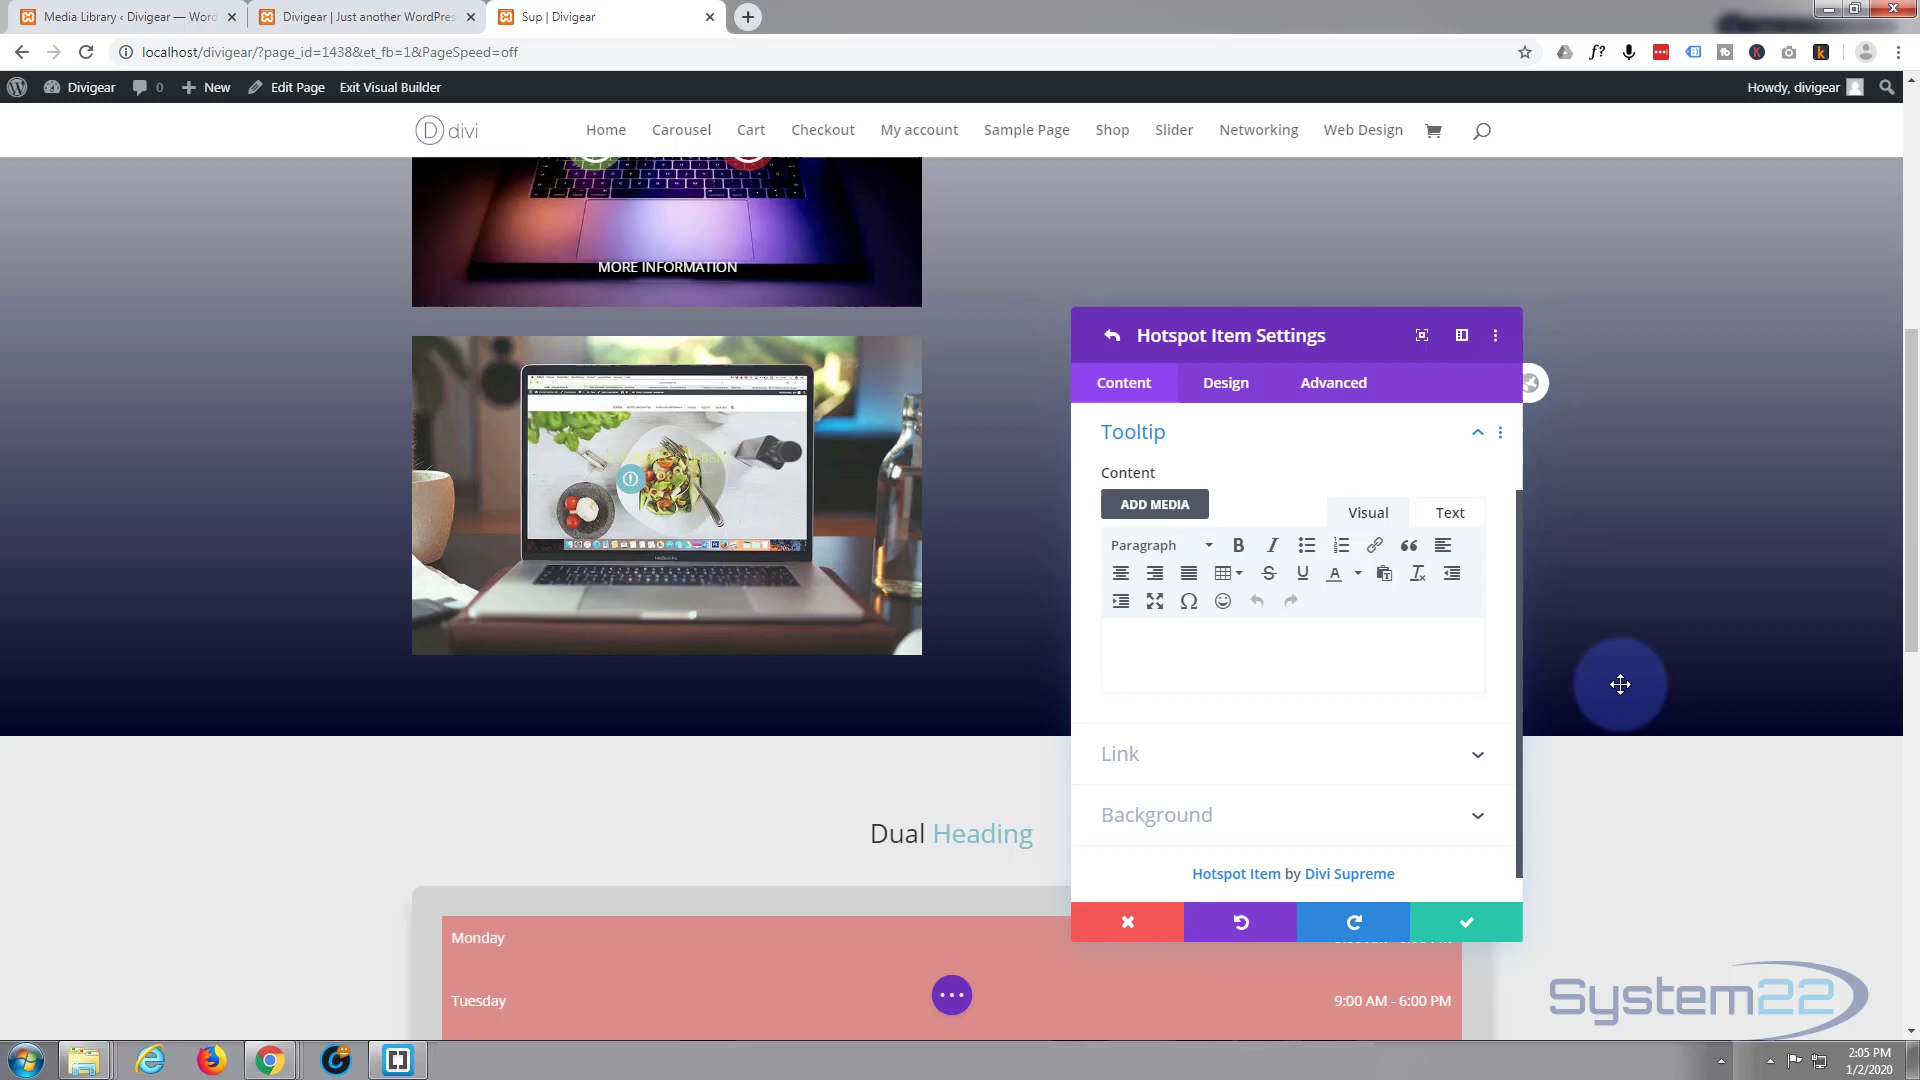 Media Library ‹ Divigear — Word
Divigear | Just another WordPres
Sup | Divigear
localhost/divigear/?page_id=1438&et_fb=1&PageSpeed=off
Divigear
0
New
Edit Page
Exit Visual Builder
Howdy, divigear
D divi
Home
Carousel
Cart
Checkout
My account
Sample Page
Shop
Slider
Networking
Web Design
MORE INFORMATION
Hotspot Item Settings
Content
Design
Advanced
Tooltip
Content
ADD MEDIA
Visual
Text
Paragraph
Link
Background
Hotspot Item by Divi Supreme
Dual Heading
Monday
Tuesday
9:00 AM - 6:00 PM
System22
2:05 PM
1/2/2020